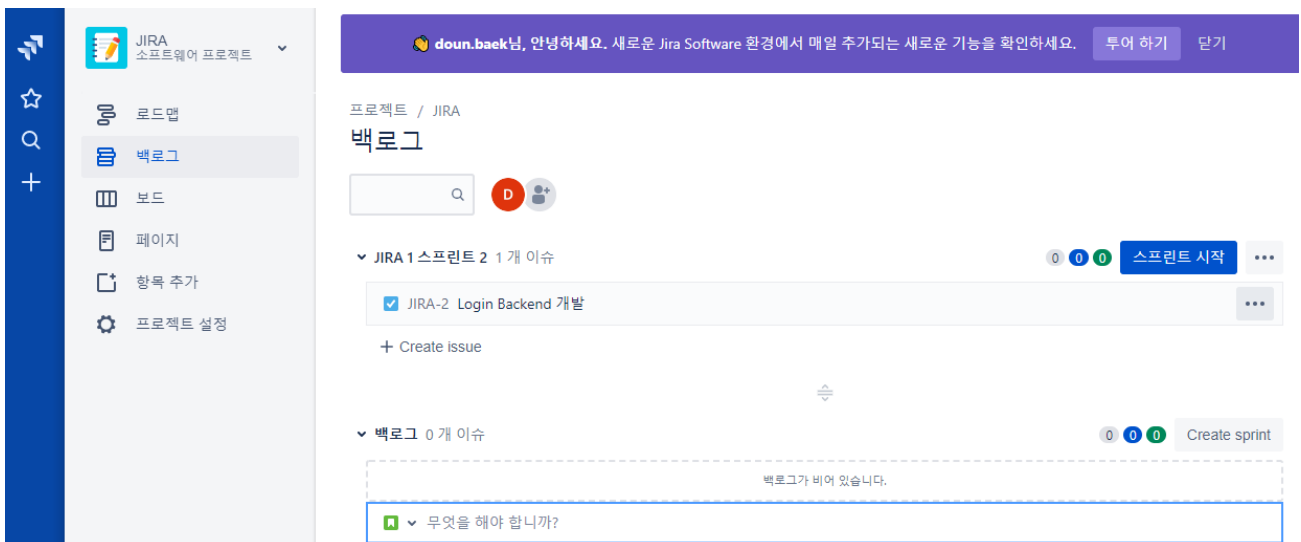 JIRA
소프트웨어 프로젝트
로드맵
백로그
보드
페이지
항목 추가
프로젝트 설정
doun.baek님, 안녕하세요. 새로운 Jira Software 환경에서 매일 추가되는 새로운 기능을 확인하세요. 투어 하기 닫기
프로젝트 / JIRA
백로그
D
JIRA 1 스프린트 2 1 개 이슈 0 0 0 스프린트 시작
JIRA-2 Login Backend 개발
+ Create issue
백로그 0 개 이슈 0 0 0 Create sprint
백로그가 비어 있습니다.
무엇을 해야 합니까?